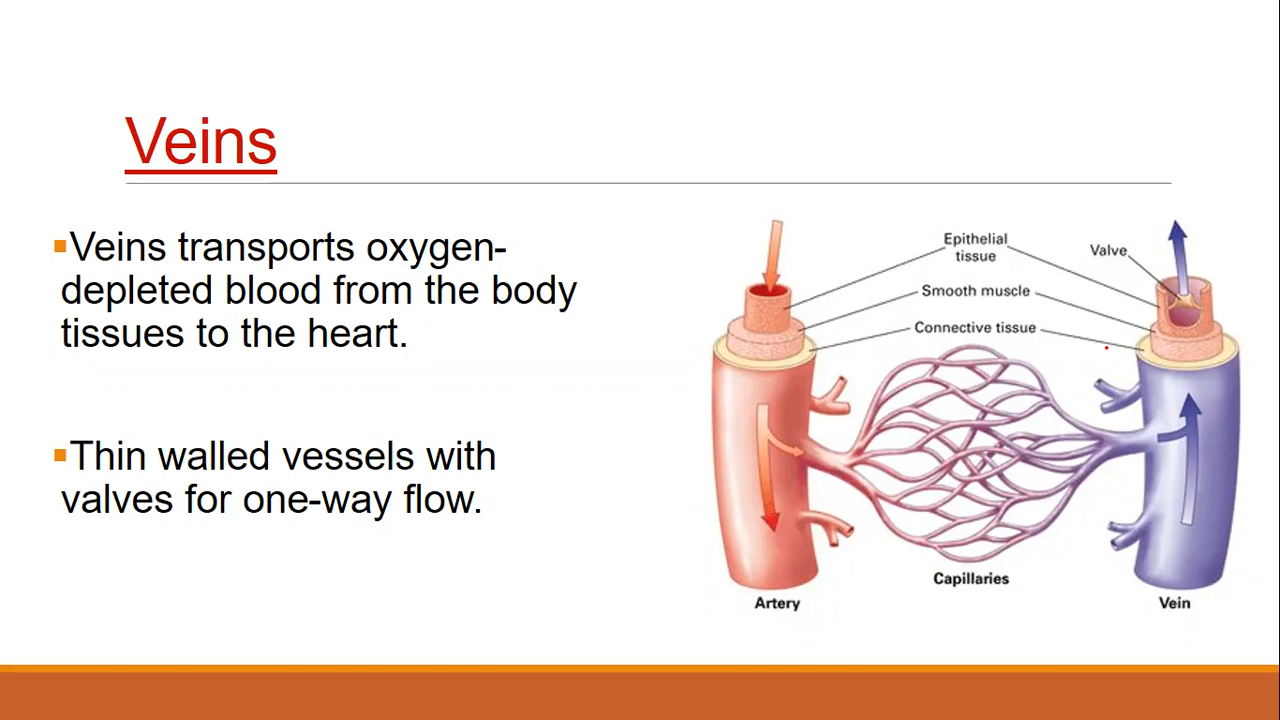 Veins
▪Veins transports oxygen-
depleted blood from the body
tissues to the heart.
▪Thin walled vessels with
valves for one-way flow.
Epithelial
tissue
Valve
Smooth muscle
Connective tissue
Capillaries
Artery
Vein